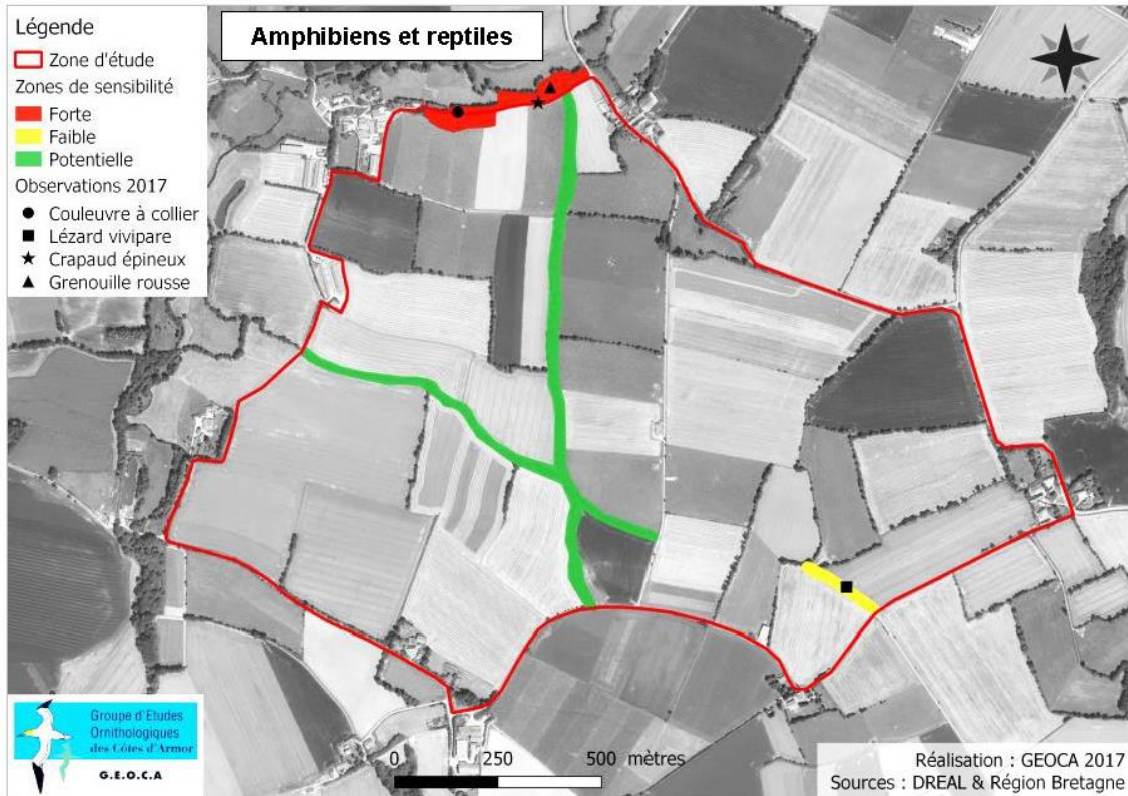 Légende
Zone d'étude
Zones de sensibilité
Forte
Faible
Potentielle
Observations 2017
Couleuvre à collier
Lézard vivipare
Crapaud épineux
Grenouille rousse
Amphibiens et reptiles
Groupe d'Etudes
Ornithologiques
des Côtes d'Armor
G.E.O.C.A
0 250 500 mètres
Réalisation : GEOCA 2017
Sources : DREAL & Région Bretagne